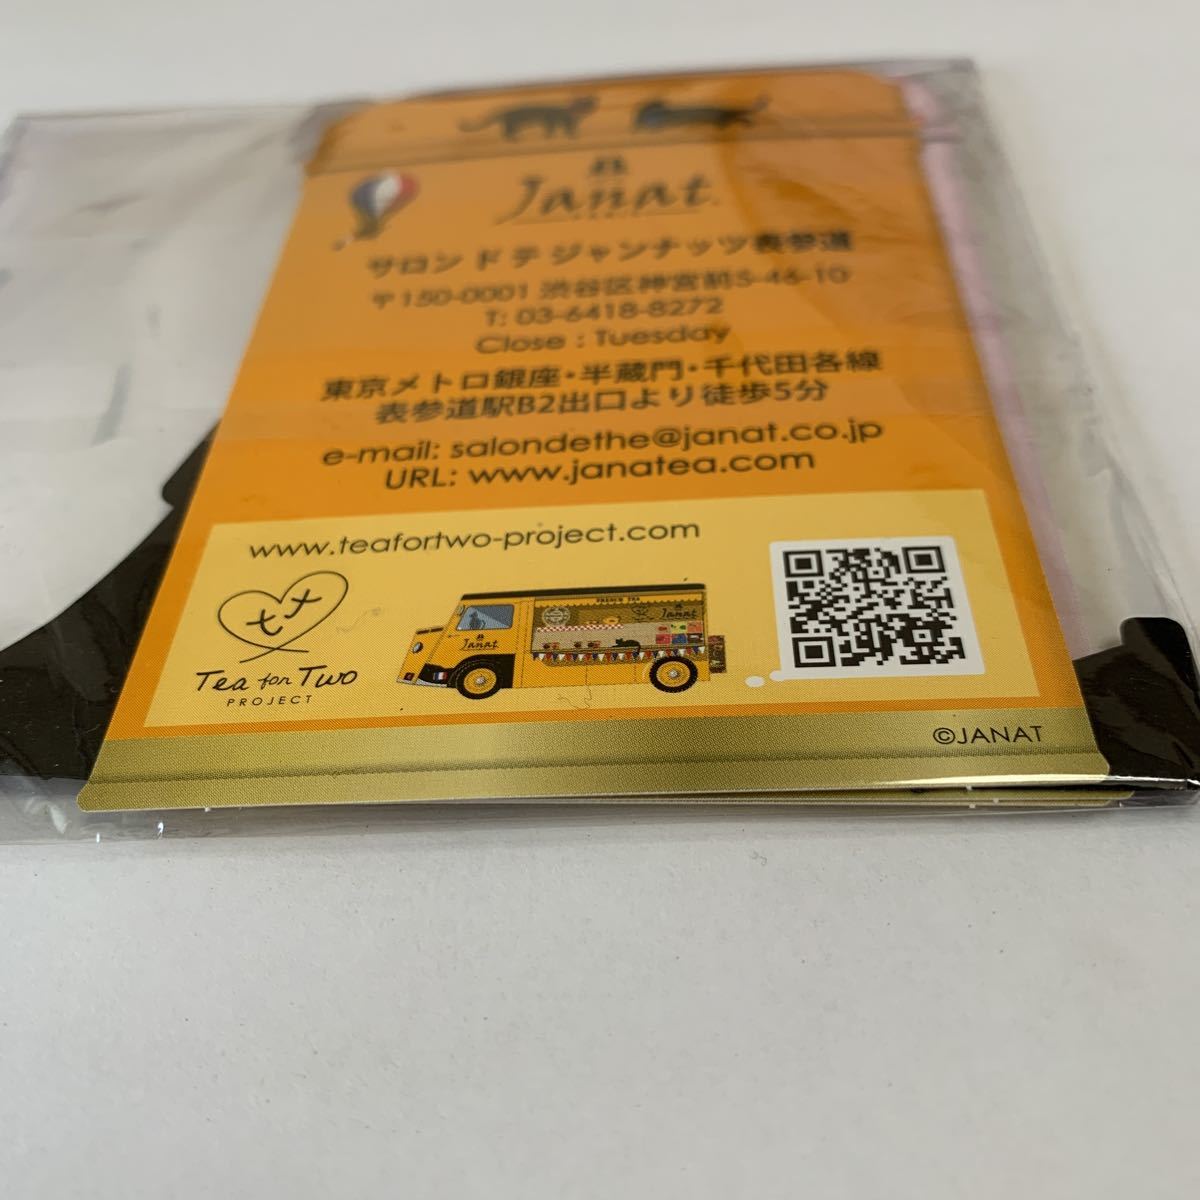 Janat
サロン ド テ ジャンナッツ表参道
〒150-0001 渋谷区神宮前5-46-10
T: 03-6418-8272
Close : Tuesday
東京メトロ銀座・半蔵門・千代田各線
表参道駅B2出口より徒歩5分
e-mail: salondethe@janat.co.jp
URL: www.janatea.com
www.teafortwo-project.com
Tea for Two
PROJECT
FRENCH TEA
Janat
Janat
©JANAT